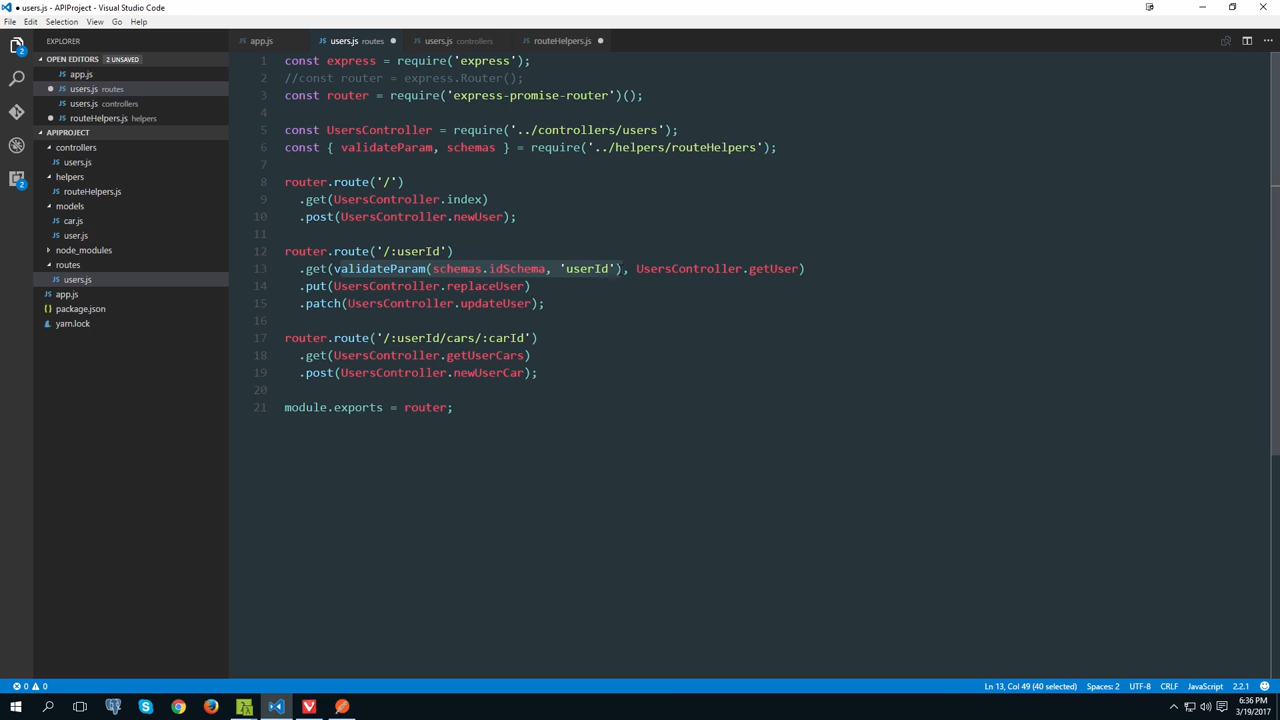 users.js - APIProject - Visual Studio Code
File Edit Selection View Go Help
EXPLORER
OPEN EDITORS 2 UNSAVED
app.js
users.js routes
users.js controllers
routeHelpers.js helpers
APIPROJECT
controllers
users.js
helpers
routeHelpers.js
models
car.js
user.js
node_modules
routes
users.js
app.js
package.json
yarn.lock
2
2
app.js users.js routes users.js controllers routeHelpers.js
1 const express = require('express');
2 //const router = express.Router();
3 const router = require('express-promise-router')();
4
5 const UsersController = require('../controllers/users');
6 const { validateParam, schemas } = require('../helpers/routeHelpers');
7
8 router.route('/')
9 .get(UsersController.index)
10 .post(UsersController.newUser);
11
12 router.route('/:userId')
13 .get(validateParam(schemas.idSchema, 'userId'), UsersController.getUser)
14 .put(UsersController.replaceUser)
15 .patch(UsersController.updateUser);
16
17 router.route('/:userId/cars/:carId')
18 .get(UsersController.getUserCars)
19 .post(UsersController.newUserCar);
20
21 module.exports = router;
0 0 Ln 13, Col 49 (40 selected) Spaces: 2 UTF-8 CRLF JavaScript 2.2.1
6:36 PM
3/19/2017